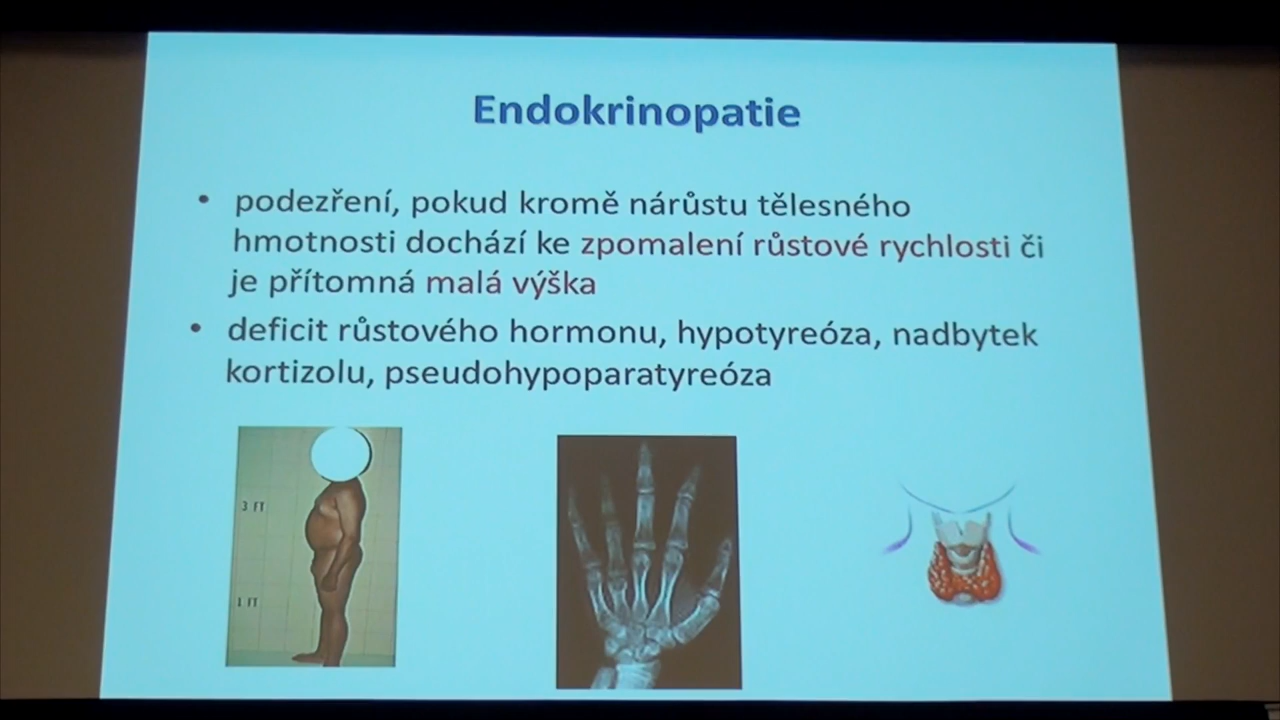 Endokrinopatie
• podezření, pokud kromě nárůstu tělesného
hmotnosti dochází ke zpomalení růstové rychlosti či
je přítomná malá výška
• deficit růstového hormonu, hypotyreóza, nadbytek
kortizolu, pseudohypoparatyreóza
3 FT
1 FT